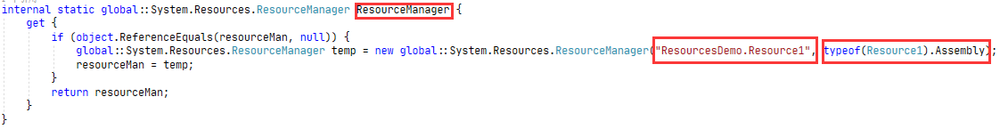 internal static global::System.Resources.ResourceManager ResourceManager {
get {
if (object.ReferenceEquals(resourceMan, null)) {
global::System.Resources.ResourceManager temp = new global::System.Resources.ResourceManager("ResourcesDemo.Resource1", typeof(Resource1).Assembly);
resourceMan = temp;
}
return resourceMan;
}
}